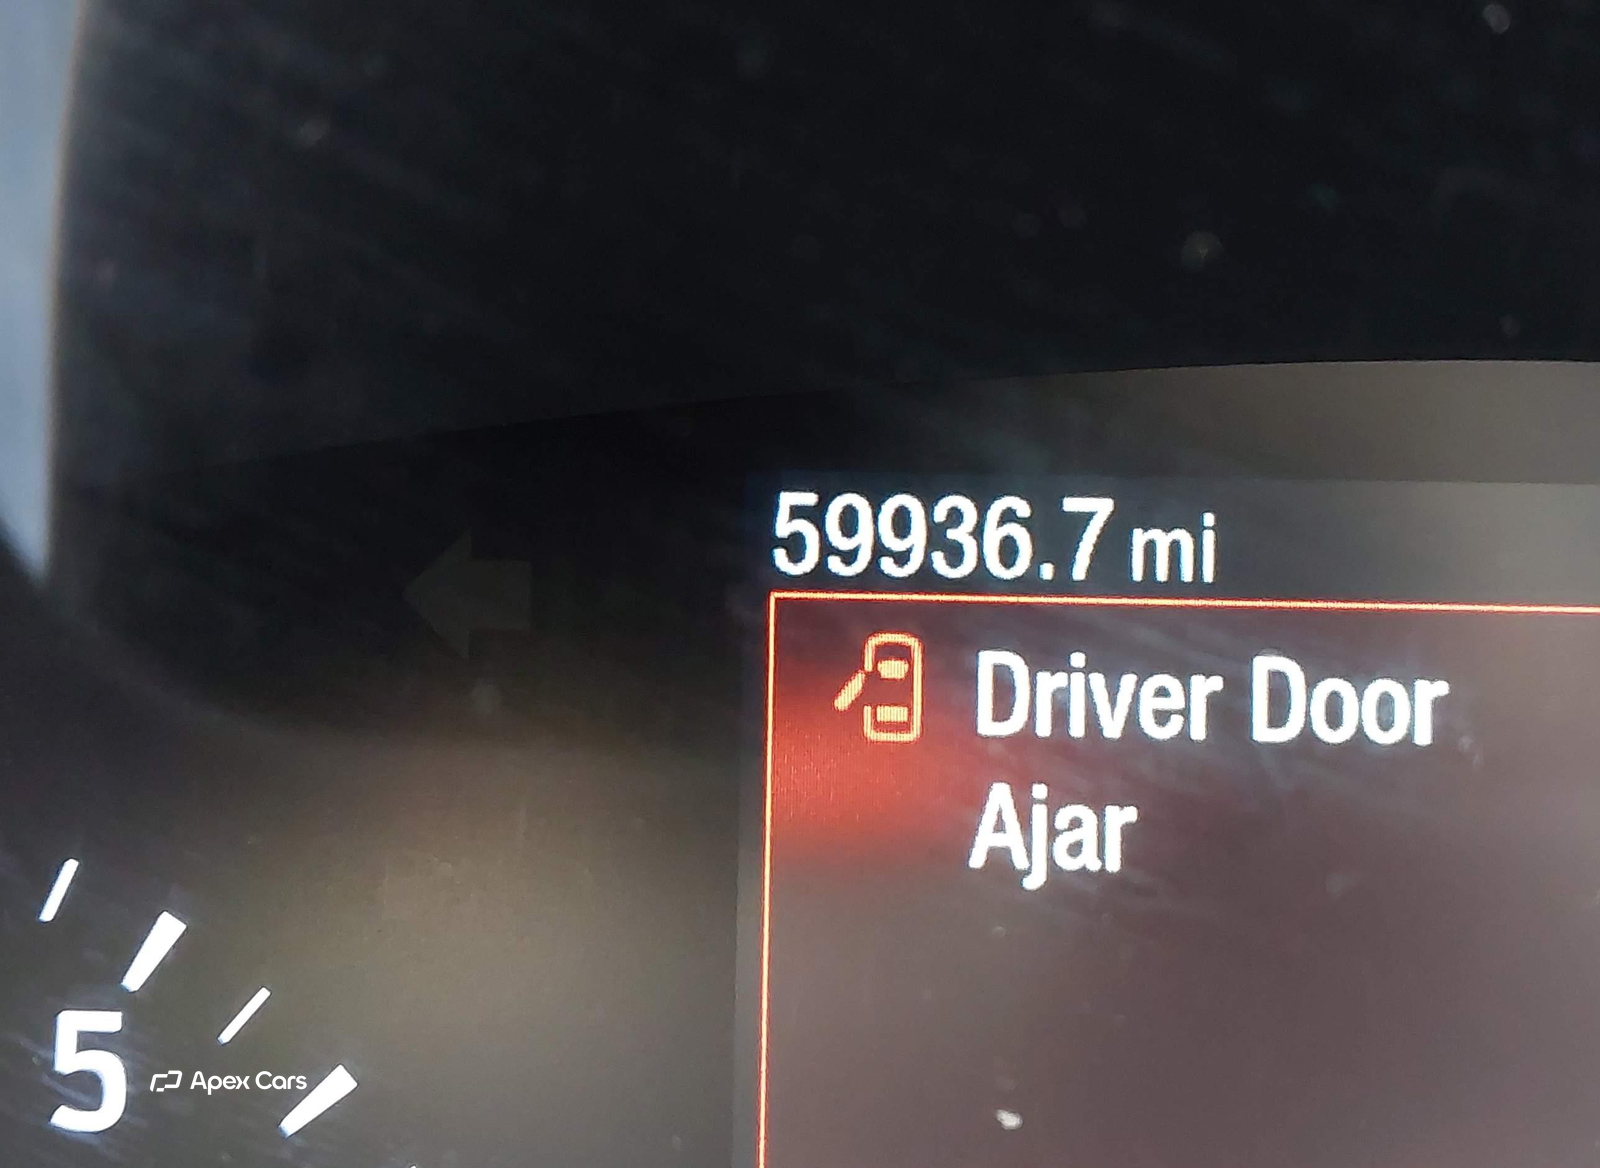 59936.7 mi
Driver Door
Ajar
5
Apex Cars